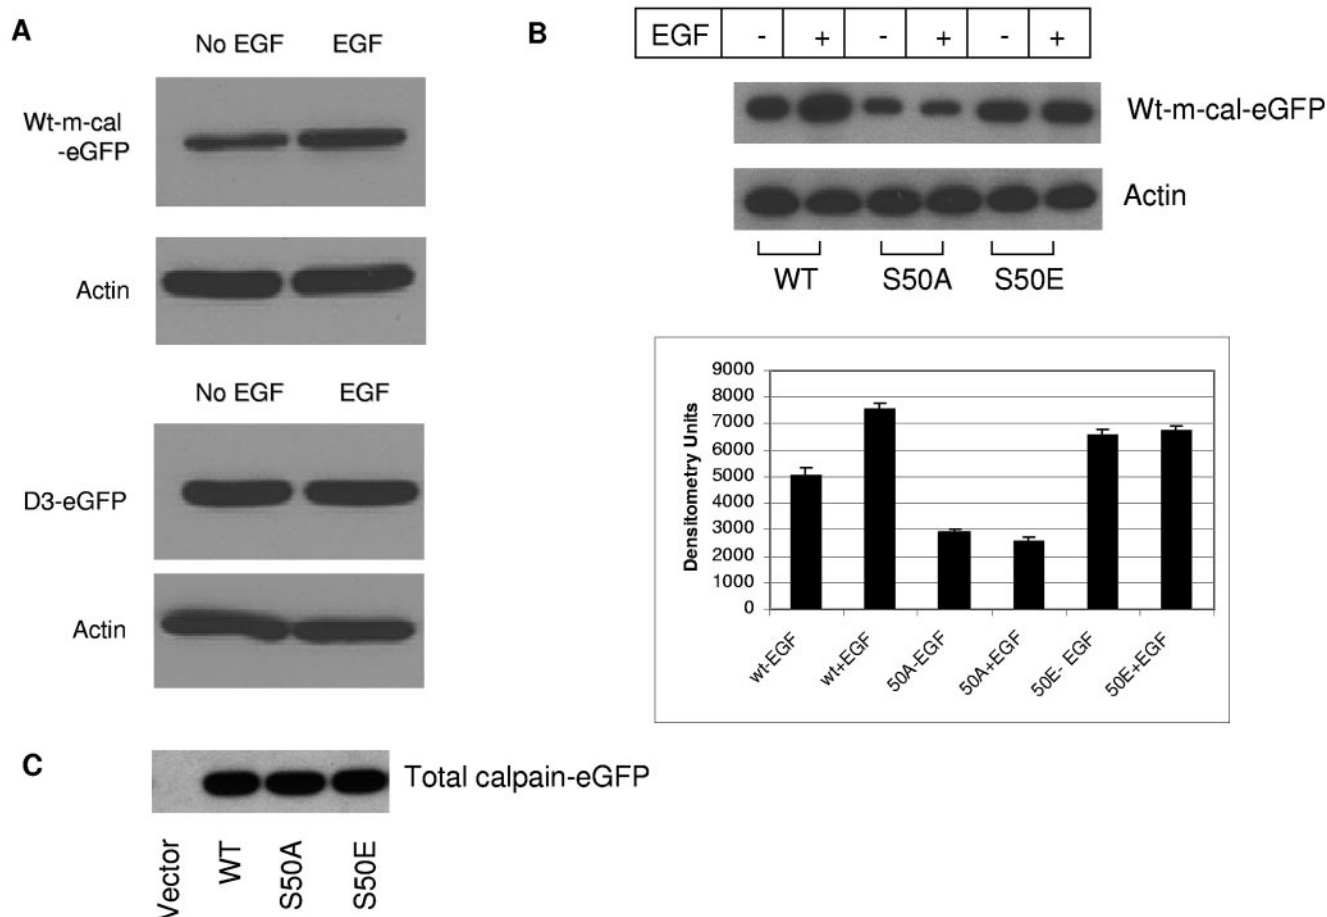 A
No EGF EGF
Wt-m-cal
-eGFP
Actin
No EGF EGF
D3-eGFP
Actin
B
EGF - + - + - +
Wt-m-cal-eGFP
Actin
WT S50A S50E
Densitometry Units
9000
8000
7000
6000
5000
4000
3000
2000
1000
0
wt-EGF
wt+EGF
50A-EGF
50A+EGF
50E- EGF
50E+EGF
C
Total calpain-eGFP
Vector
WT
S50A
S50E